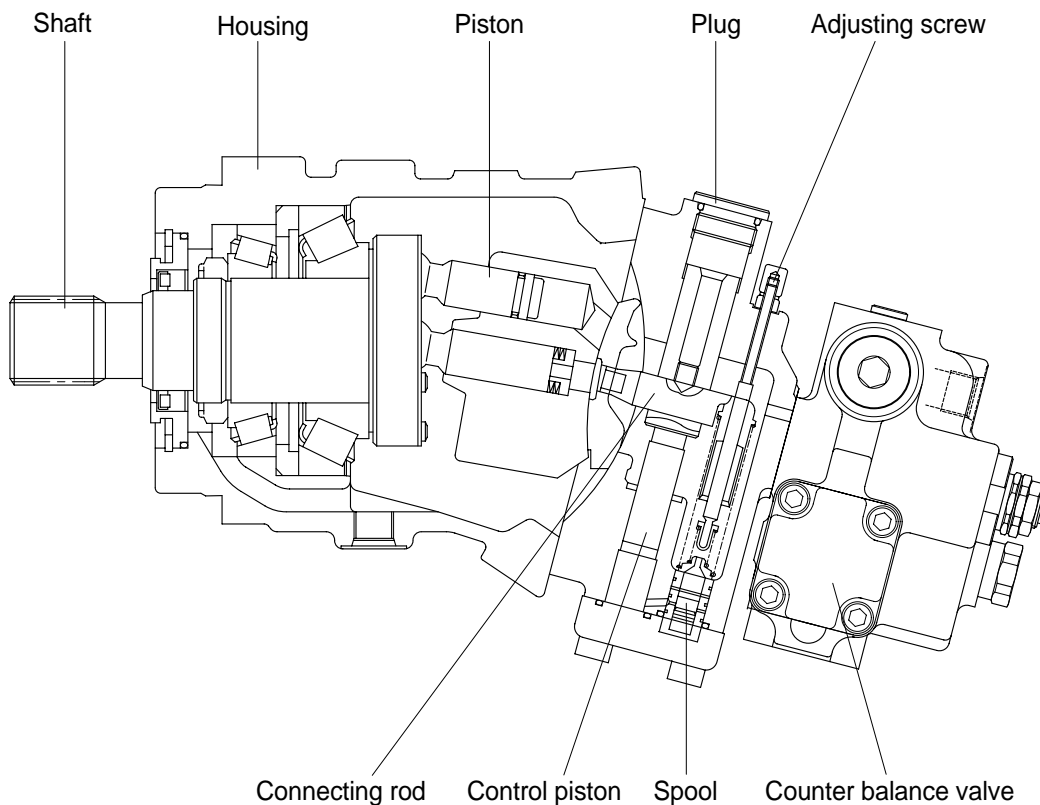 Shaft
Housing
Piston
Plug
Adjusting screw
Connecting rod
Control piston
Spool
Counter balance valve